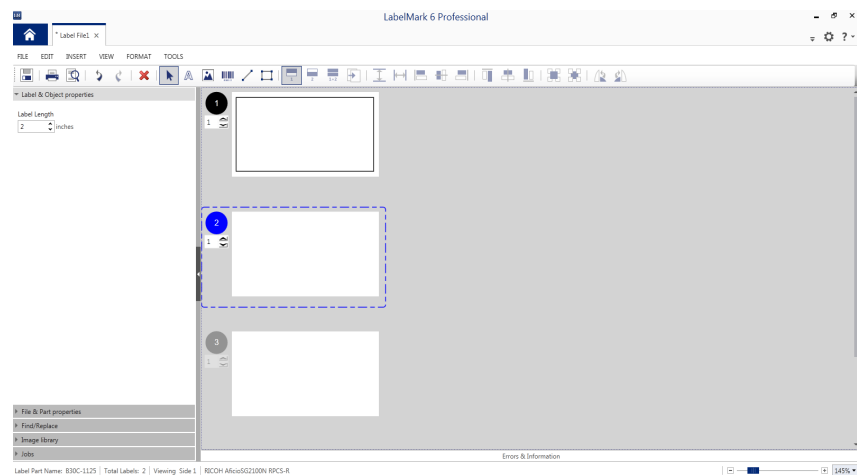 LabelMark 6 Professional
* Label File1 ×
FILE EDIT INSERT VIEW FORMAT TOOLS
Label & Object properties
Label Length
2 inches
1
1
2
1
3
1
File & Part properties
Find/Replace
Image library
Jobs
Errors & Information
Label Part Name: B30C-1125 Total Labels: 2 Viewing: Side 1 RICOH AficioSG2100N RPCS-R 145%